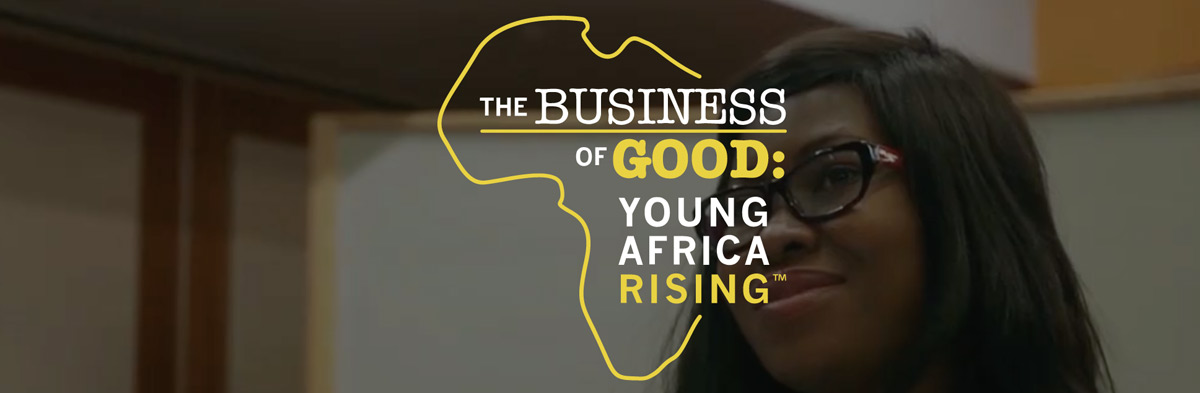 THE BUSINESS
OF GOOD:
YOUNG
AFRICA
RISING™